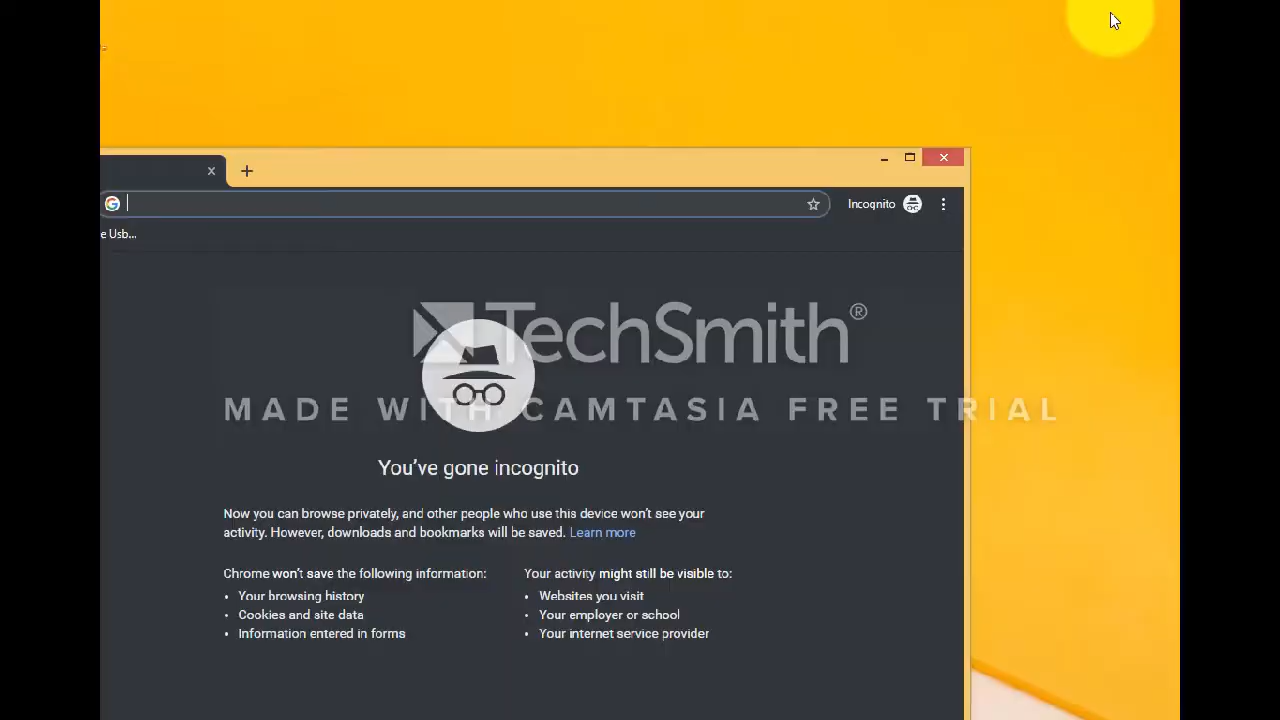 e Usb...
Incognito
TechSmith®
MADE WITH CAMTASIA FREE TRIAL
You've gone incognito
Now you can browse privately, and other people who use this device won't see your
activity. However, downloads and bookmarks will be saved. Learn more
Chrome won't save the following information:
• Your browsing history
• Cookies and site data
• Information entered in forms
Your activity might still be visible to:
• Websites you visit
• Your employer or school
• Your internet service provider